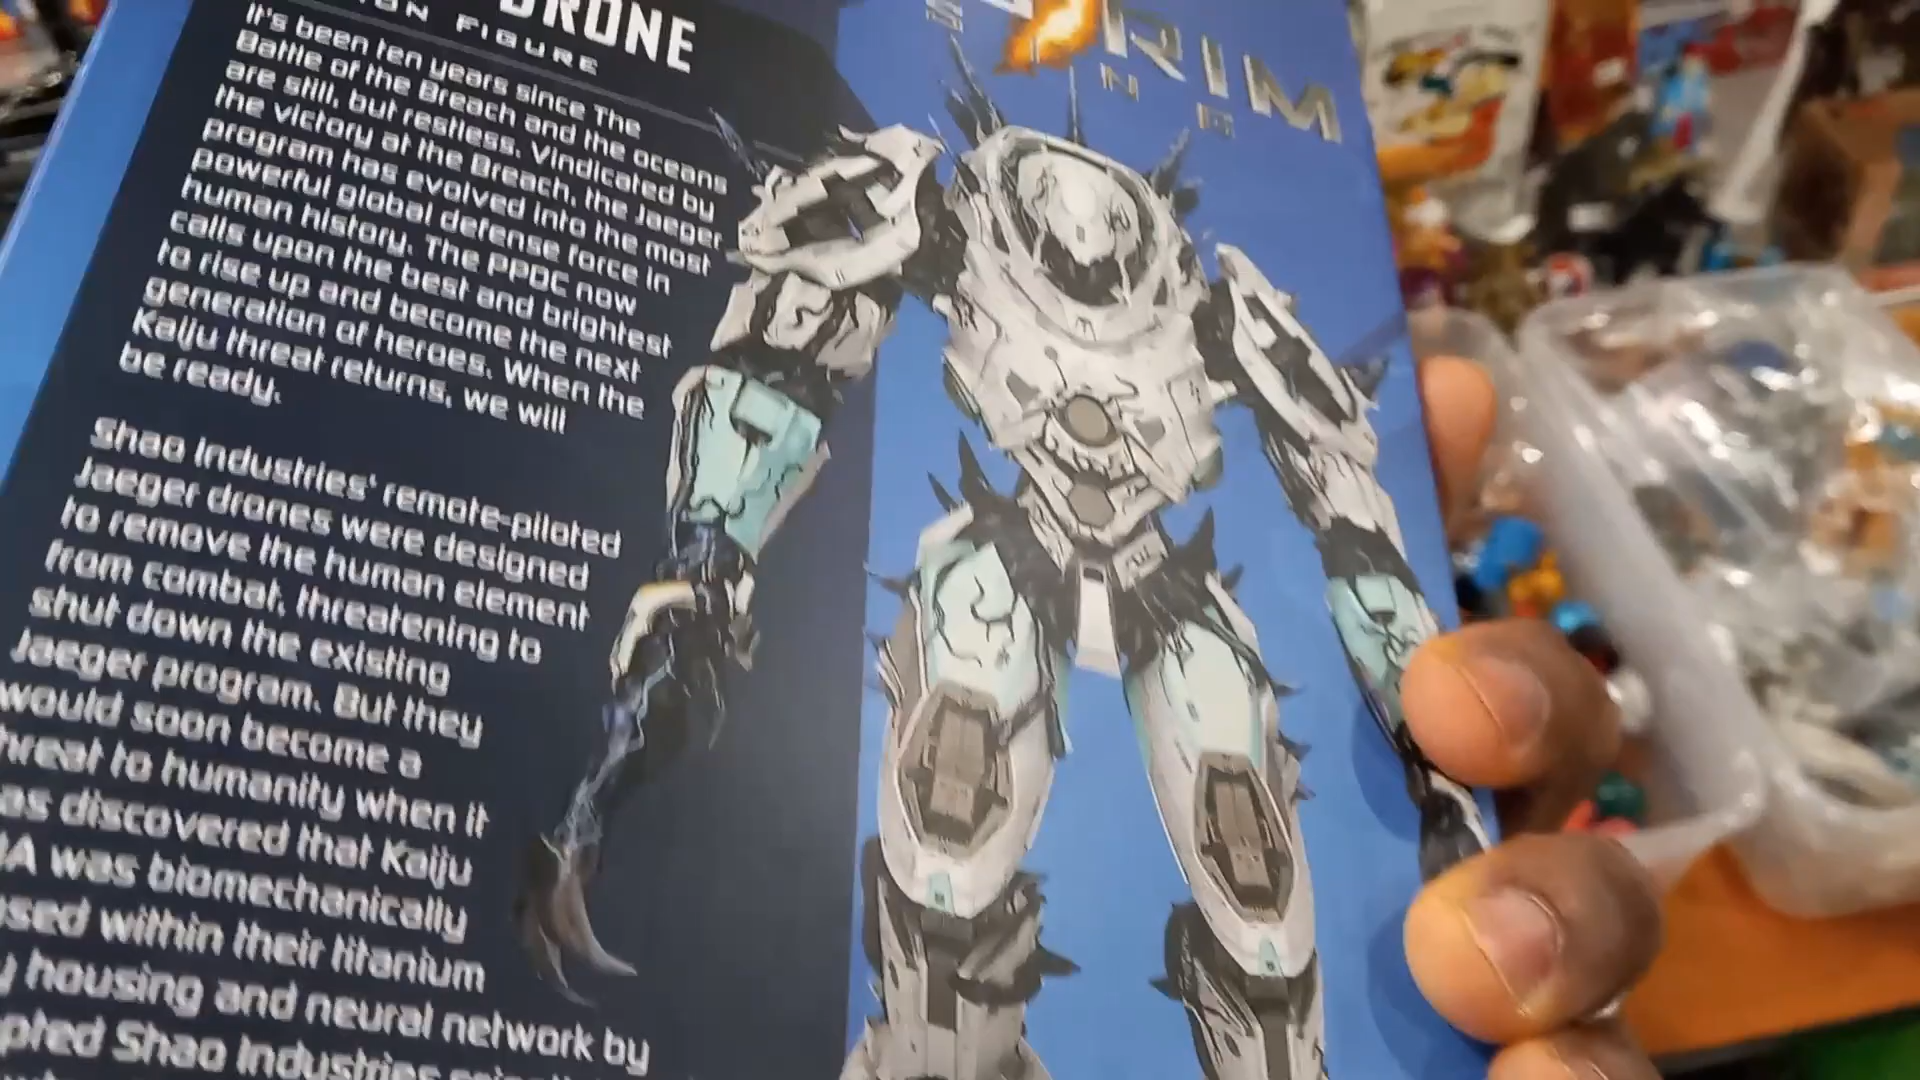 DRONE
FIGURE
It's been ten years since The
Battle of the Breach and the oceans
are still, but restless. Vindicated by
the victory at the Breach, the Jaeger
program has evolved into the most
powerful global defense force in
human history. The PPDC now
calls upon the best and brightest
to rise up and become the next
generation of heroes. When the
Kaiju threat returns, we will
be ready.
Shao Industries' remote-piloted
Jaeger drones were designed
to remove the human element
from combat, threatening to
shut down the existing
Jaeger program. But they
would soon become a
hreat to humanity when it
as discovered that Kaiju
was biomechanically
sed within their titanium
housing and neural network by
pted Shao Industries
RIM